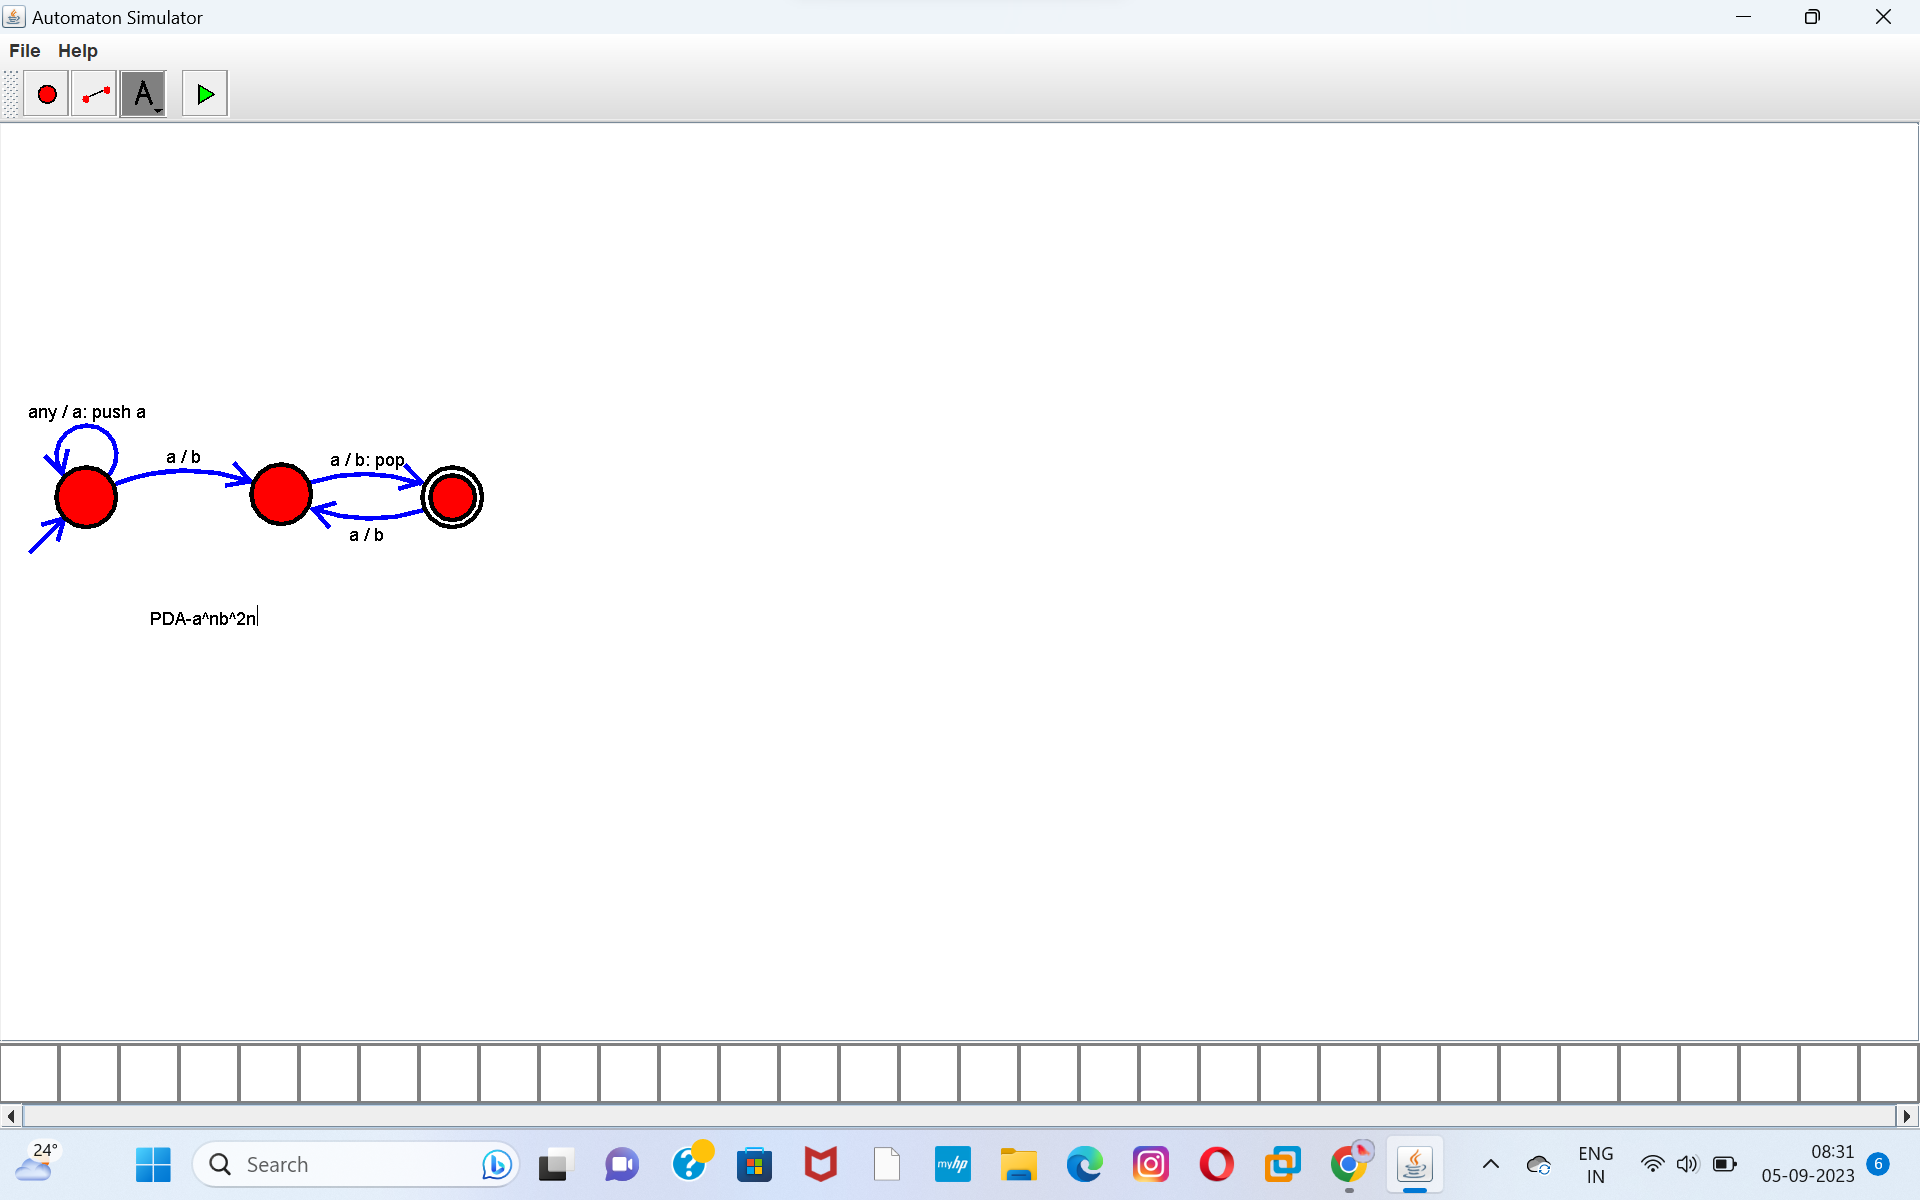 Automaton Simulator
File Help
A
any / a: push a
a / b
a / b: pop
a / b
PDA-a^nb^2n
24°
Search
myhp
ENG
IN
08:31
05-09-2023
6